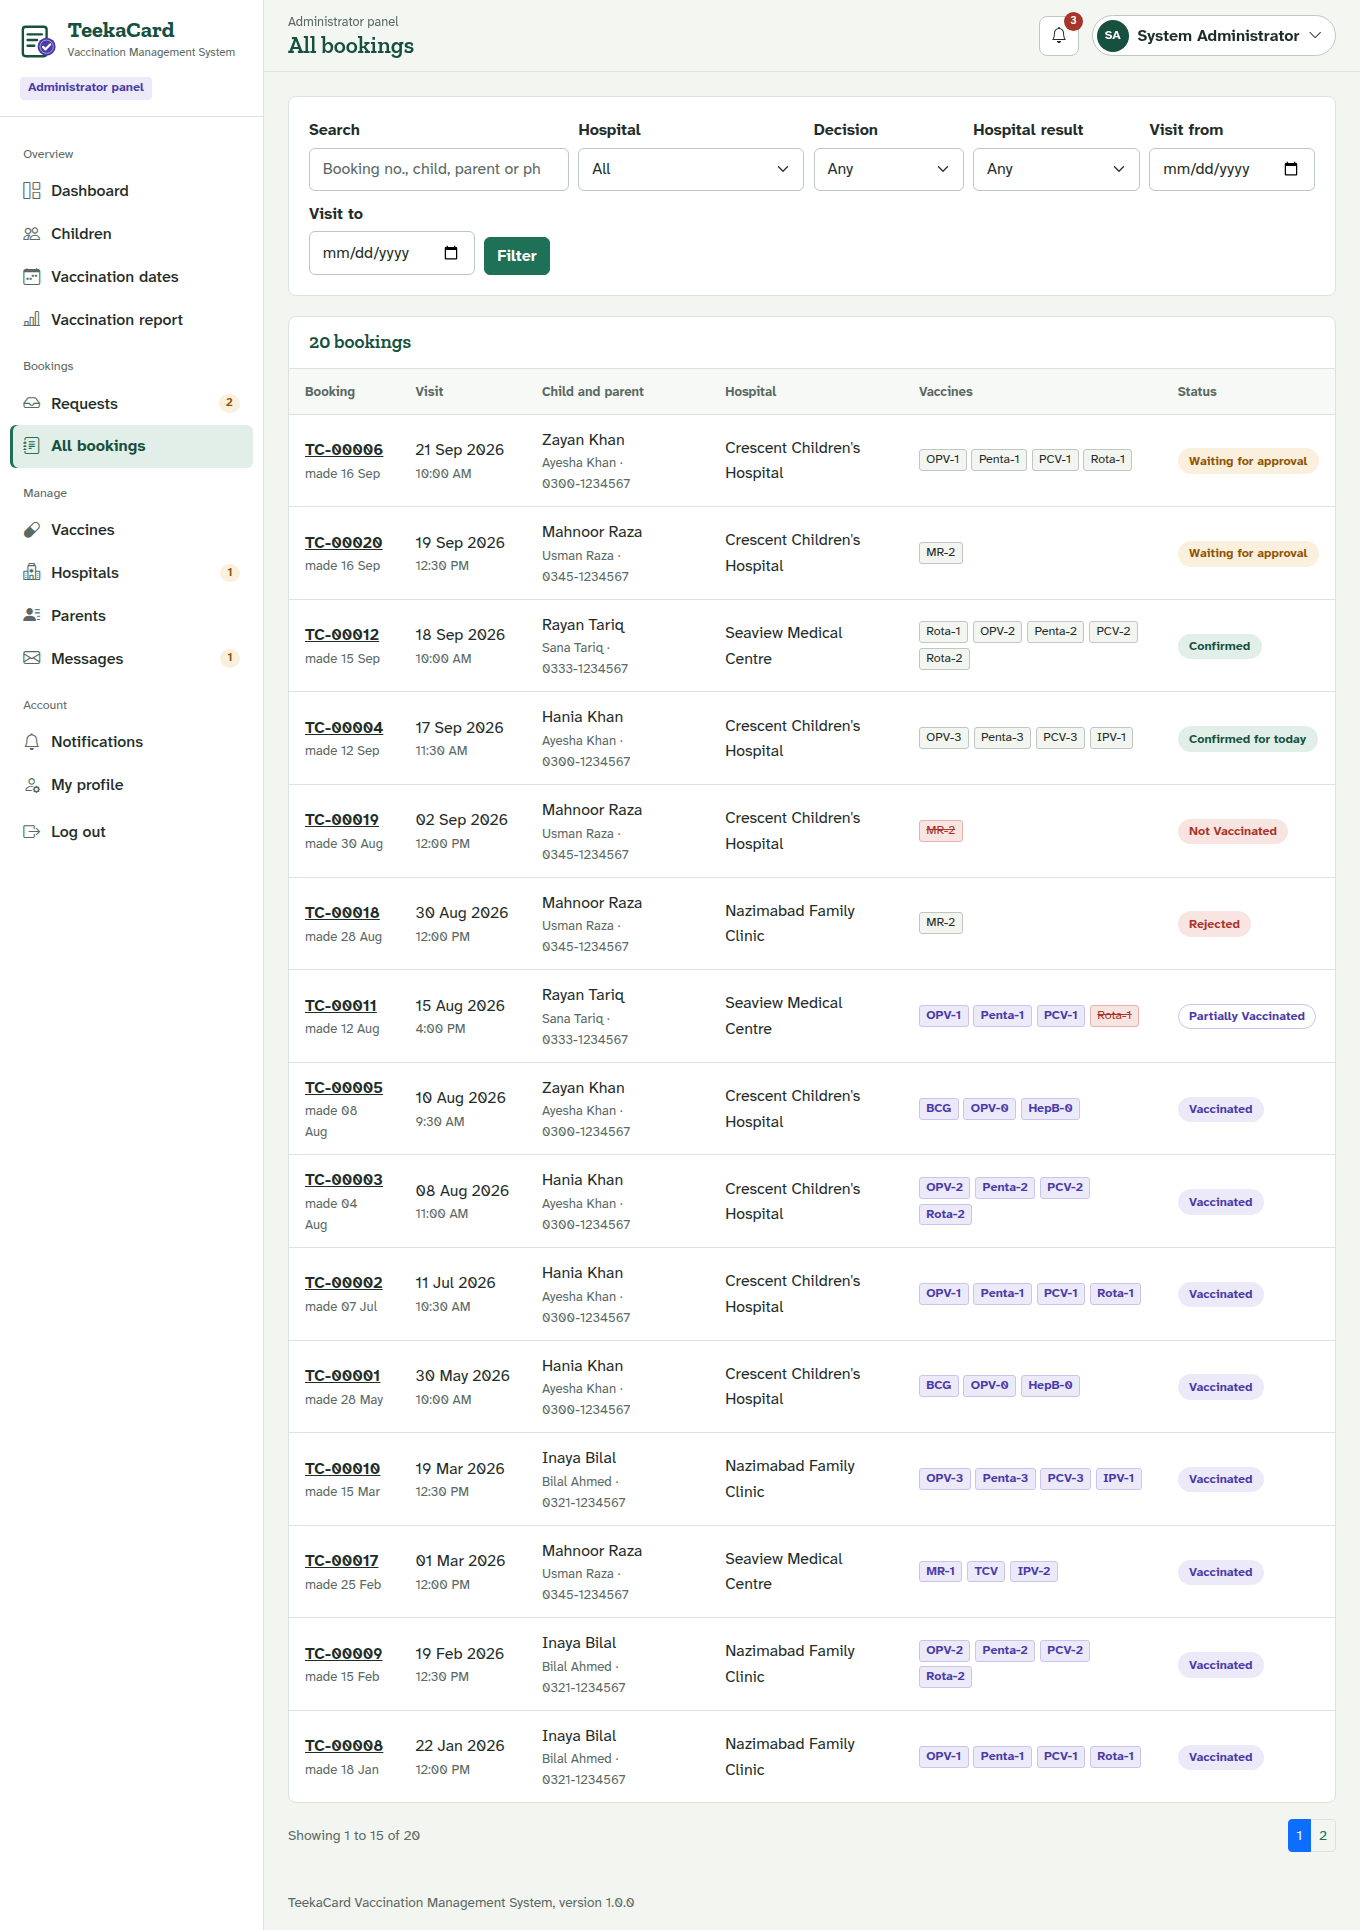 TeekaCard
Vaccination Management System
Administrator panel
Overview
Dashboard
Children
Vaccination dates
Vaccination report
Bookings
Requests 2
All bookings
Manage
Vaccines
Hospitals 1
Parents
Messages 1
Account
Notifications
My profile
Log out
Administrator panel
All bookings
3
SA System Administrator
Search Hospital Decision Hospital result Visit from
Booking no., child, parent or ph All Any Any mm/dd/yyyy
Visit to
mm/dd/yyyy Filter
20 bookings
Booking Visit Child and parent Hospital Vaccines Status
TC-00006
made 16 Sep
21 Sep 2026
10:00 AM
Zayan Khan
Ayesha Khan ·
0300-1234567
Crescent Children's
Hospital
OPV-1 Penta-1 PCV-1 Rota-1
Waiting for approval
TC-00020
made 16 Sep
19 Sep 2026
12:30 PM
Mahnoor Raza
Usman Raza ·
0345-1234567
Crescent Children's
Hospital
MR-2
Waiting for approval
TC-00012
made 15 Sep
18 Sep 2026
10:00 AM
Rayan Tariq
Sana Tariq ·
0333-1234567
Seaview Medical
Centre
Rota-1 OPV-2 Penta-2 PCV-2
Rota-2
Confirmed
TC-00004
made 12 Sep
17 Sep 2026
11:30 AM
Hania Khan
Ayesha Khan ·
0300-1234567
Crescent Children's
Hospital
OPV-3 Penta-3 PCV-3 IPV-1
Confirmed for today
TC-00019
made 30 Aug
02 Sep 2026
12:00 PM
Mahnoor Raza
Usman Raza ·
0345-1234567
Crescent Children's
Hospital
MR-2
Not Vaccinated
TC-00018
made 28 Aug
30 Aug 2026
12:00 PM
Mahnoor Raza
Usman Raza ·
0345-1234567
Nazimabad Family
Clinic
MR-2
Rejected
TC-00011
made 12 Aug
15 Aug 2026
4:00 PM
Rayan Tariq
Sana Tariq ·
0333-1234567
Seaview Medical
Centre
OPV-1 Penta-1 PCV-1 Rota-1
Partially Vaccinated
TC-00005
made 08
Aug
10 Aug 2026
9:30 AM
Zayan Khan
Ayesha Khan ·
0300-1234567
Crescent Children's
Hospital
BCG OPV-0 HepB-0
Vaccinated
TC-00003
made 04
Aug
08 Aug 2026
11:00 AM
Hania Khan
Ayesha Khan ·
0300-1234567
Crescent Children's
Hospital
OPV-2 Penta-2 PCV-2
Rota-2
Vaccinated
TC-00002
made 07 Jul
11 Jul 2026
10:30 AM
Hania Khan
Ayesha Khan ·
0300-1234567
Crescent Children's
Hospital
OPV-1 Penta-1 PCV-1 Rota-1
Vaccinated
TC-00001
made 28 May
30 May 2026
10:00 AM
Hania Khan
Ayesha Khan ·
0300-1234567
Crescent Children's
Hospital
BCG OPV-0 HepB-0
Vaccinated
TC-00010
made 15 Mar
19 Mar 2026
12:30 PM
Inaya Bilal
Bilal Ahmed ·
0321-1234567
Nazimabad Family
Clinic
OPV-3 Penta-3 PCV-3 IPV-1
Vaccinated
TC-00017
made 25 Feb
01 Mar 2026
12:00 PM
Mahnoor Raza
Usman Raza ·
0345-1234567
Seaview Medical
Centre
MR-1 TCV IPV-2
Vaccinated
TC-00009
made 15 Feb
19 Feb 2026
12:30 PM
Inaya Bilal
Bilal Ahmed ·
0321-1234567
Nazimabad Family
Clinic
OPV-2 Penta-2 PCV-2
Rota-2
Vaccinated
TC-00008
made 18 Jan
22 Jan 2026
12:00 PM
Inaya Bilal
Bilal Ahmed ·
0321-1234567
Nazimabad Family
Clinic
OPV-1 Penta-1 PCV-1 Rota-1
Vaccinated
Showing 1 to 15 of 20
1 2
TeekaCard Vaccination Management System, version 1.0.0